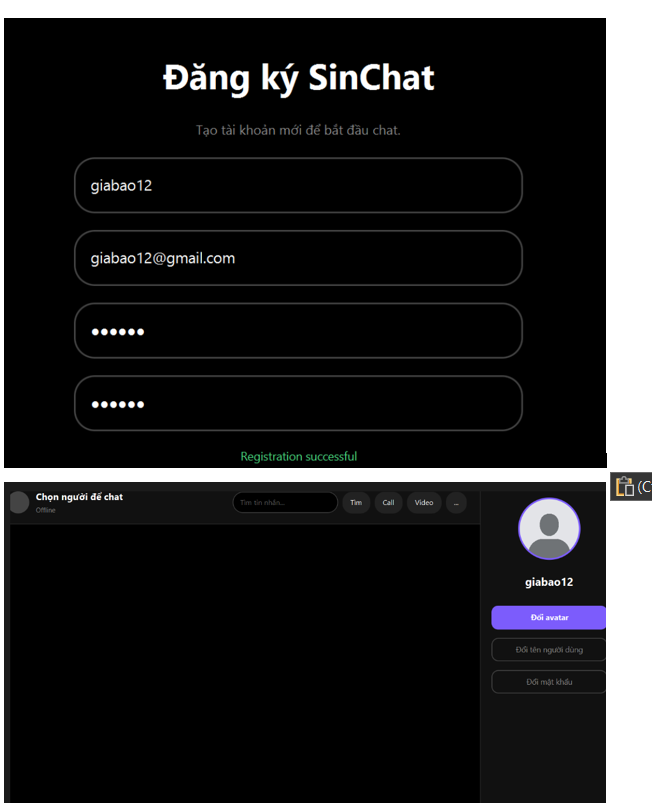 Đăng ký SinChat
Tạo tài khoản mới để bắt đầu chat.
giabao12
giabao12@gmail.com
●●●●●●
●●●●●●
Registration successful
(C
Chọn người để chat
Offline
Tìm tin nhắn...
Tìm
Call
Video
...
giabao12
Đổi avatar
Đổi tên người dùng
Đổi mật khẩu